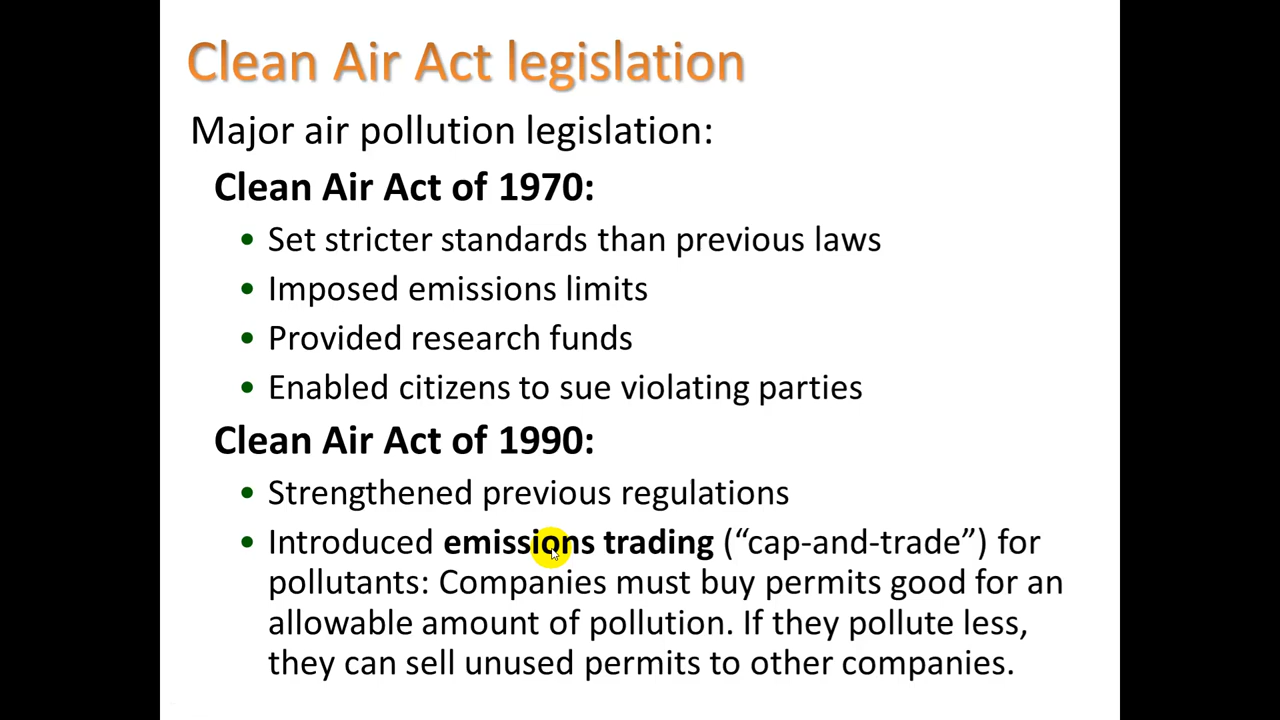 Clean Air Act legislation
Major air pollution legislation:
Clean Air Act of 1970:
• Set stricter standards than previous laws
• Imposed emissions limits
• Provided research funds
• Enabled citizens to sue violating parties
Clean Air Act of 1990:
• Strengthened previous regulations
• Introduced emissions trading (“cap-and-trade”) for
pollutants: Companies must buy permits good for an
allowable amount of pollution. If they pollute less,
they can sell unused permits to other companies.